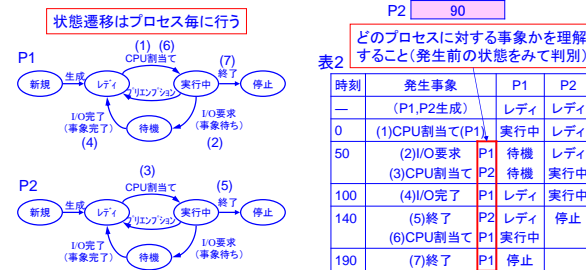 状態遷移はプロセス毎に行う
P1
(1) (6)
CPU割当て
(7)
新規
生成
レディ
プリエンプション
実行中
終了
停止
I/O完了
(事象完了)
(4)
待機
I/O要求
(事象待ち)
(2)
P2
(3)
CPU割当て
(5)
新規
生成
レディ
プリエンプション
実行中
終了
停止
I/O完了
(事象完了)
待機
I/O要求
(事象待ち)
P2 90
どのプロセスに対する事象かを理解
すること(発生前の状態をみて判別)
表2
時刻 発生事象 P1 P2
― (P1,P2生成) レディ レディ
0 (1)CPU割当て(P1) 実行中 レディ
50 (2)I/O要求 P1 待機 レディ
(3)CPU割当て P2 待機 実行中
100 (4)I/O完了 P1 レディ 実行中
140 (5)終了 P2 レディ 停止
(6)CPU割当て P1 実行中
190 (7)終了 P1 停止